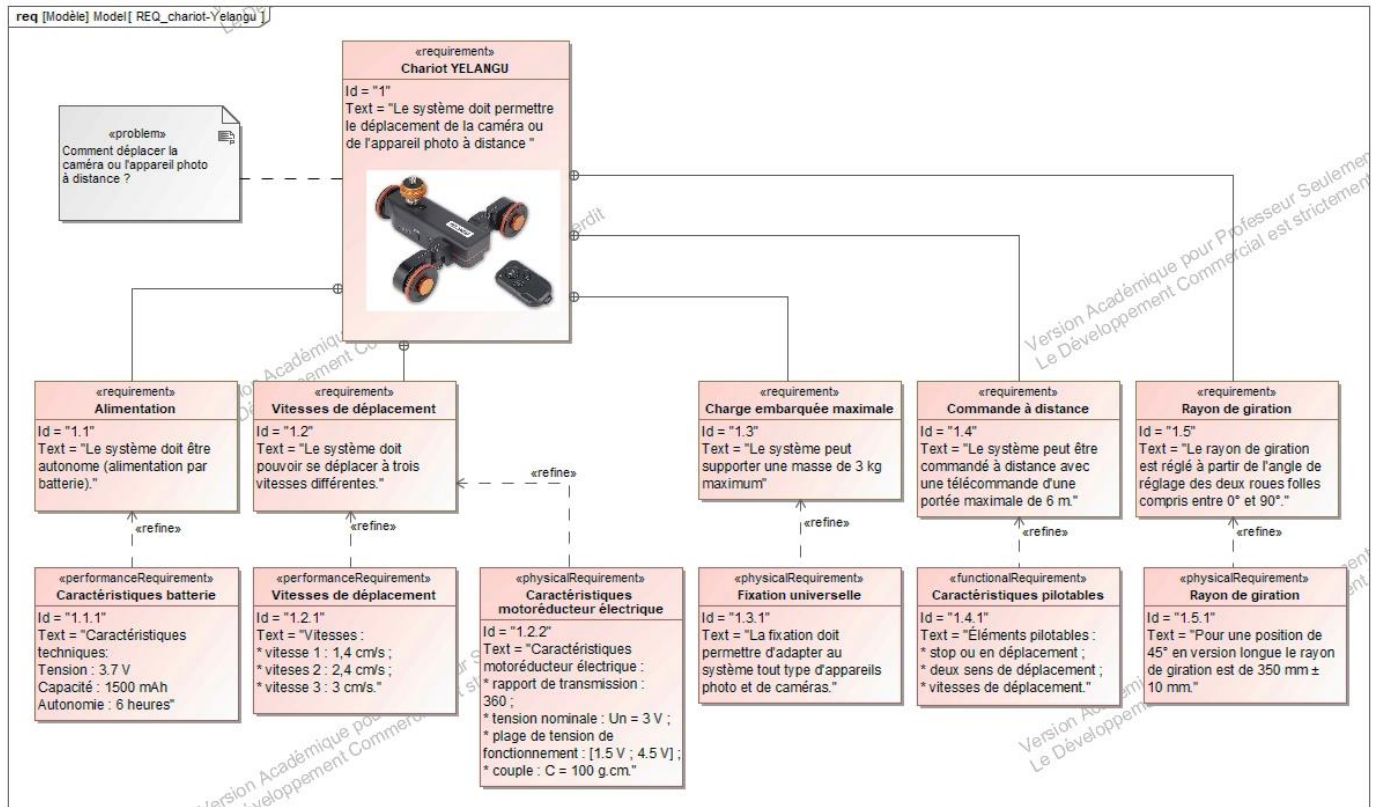 req [Modèle] Model [ REQ_chariot-Yelangu ]
«requirement»
Chariot YELANGU
Id = "1"
Text = "Le système doit permettre
le déplacement de la caméra ou
de l'appareil photo à distance "
«problem»
Comment déplacer la
caméra ou l'appareil photo
à distance ?
«requirement»
Alimentation
Id = "1.1"
Text = "Le système doit être
autonome (alimentation par
batterie)."
«requirement»
Vitesses de déplacement
Id = "1.2"
Text = "Le système doit
pouvoir se déplacer à trois
vitesses différentes."
«requirement»
Charge embarquée maximale
Id = "1.3"
Text = "Le système peut
supporter une masse de 3 kg
maximum"
«requirement»
Commande à distance
Id = "1.4"
Text = "Le système peut être
commandé à distance avec
une télécommande d'une
portée maximale de 6 m."
«requirement»
Rayon de giration
Id = "1.5"
Text = "Le rayon de giration
est réglé à partir de l'angle de
réglage des deux roues folles
compris entre 0° et 90°."
«refine»
«refine»
«refine»
«refine»
«refine»
«refine»
«performanceRequirement»
Caractéristiques batterie
Id = "1.1.1"
Text = "Caractéristiques
techniques:
Tension : 3.7 V
Capacité : 1500 mAh
Autonomie : 6 heures"
«performanceRequirement»
Vitesses de déplacement
Id = "1.2.1"
Text = "Vitesses :
* vitesse 1 : 1,4 cm/s ;
* viteses 2 : 2,4 cm/s ;
* vitesse 3 : 3 cm/s."
«physicalRequirement»
Caractéristiques
motoréducteur électrique
Id = "1.2.2"
Text = "Caractéristiques
motoréducteur électrique :
* rapport de transmission :
360 ;
* tension nominale : Un = 3 V ;
* plage de tension de
fonctionnement : [1.5 V ; 4.5 V] ;
* couple : C = 100 g.cm."
«physicalRequirement»
Fixation universelle
Id = "1.3.1"
Text = "La fixation doit
permettre d'adapter au
système tout type d'appareils
photo et de caméras."
«functionalRequirement»
Caractéristiques pilotables
Id = "1.4.1"
Text = "Éléments pilotables :
* stop ou en déplacement ;
* deux sens de déplacement ;
* vitesses de déplacement."
«physicalRequirement»
Rayon de giration
Id = "1.5.1"
Text = "Pour une position de
45° en version longue le rayon
de giration est de 350 mm ±
10 mm."
Version Académique pour Professeur Seulement
Le Développement Commercial est strictement